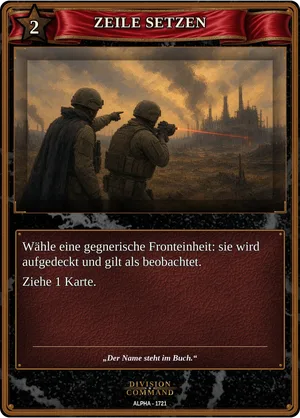 2
ZEILE SETZEN
Wähle eine gegnerische Fronteinheit: sie wird
aufgedeckt und gilt als beobachtet.
Ziehe 1 Karte.
„Der Name steht im Buch.“
DIVISION
COMMAND
ALPHA - 1721